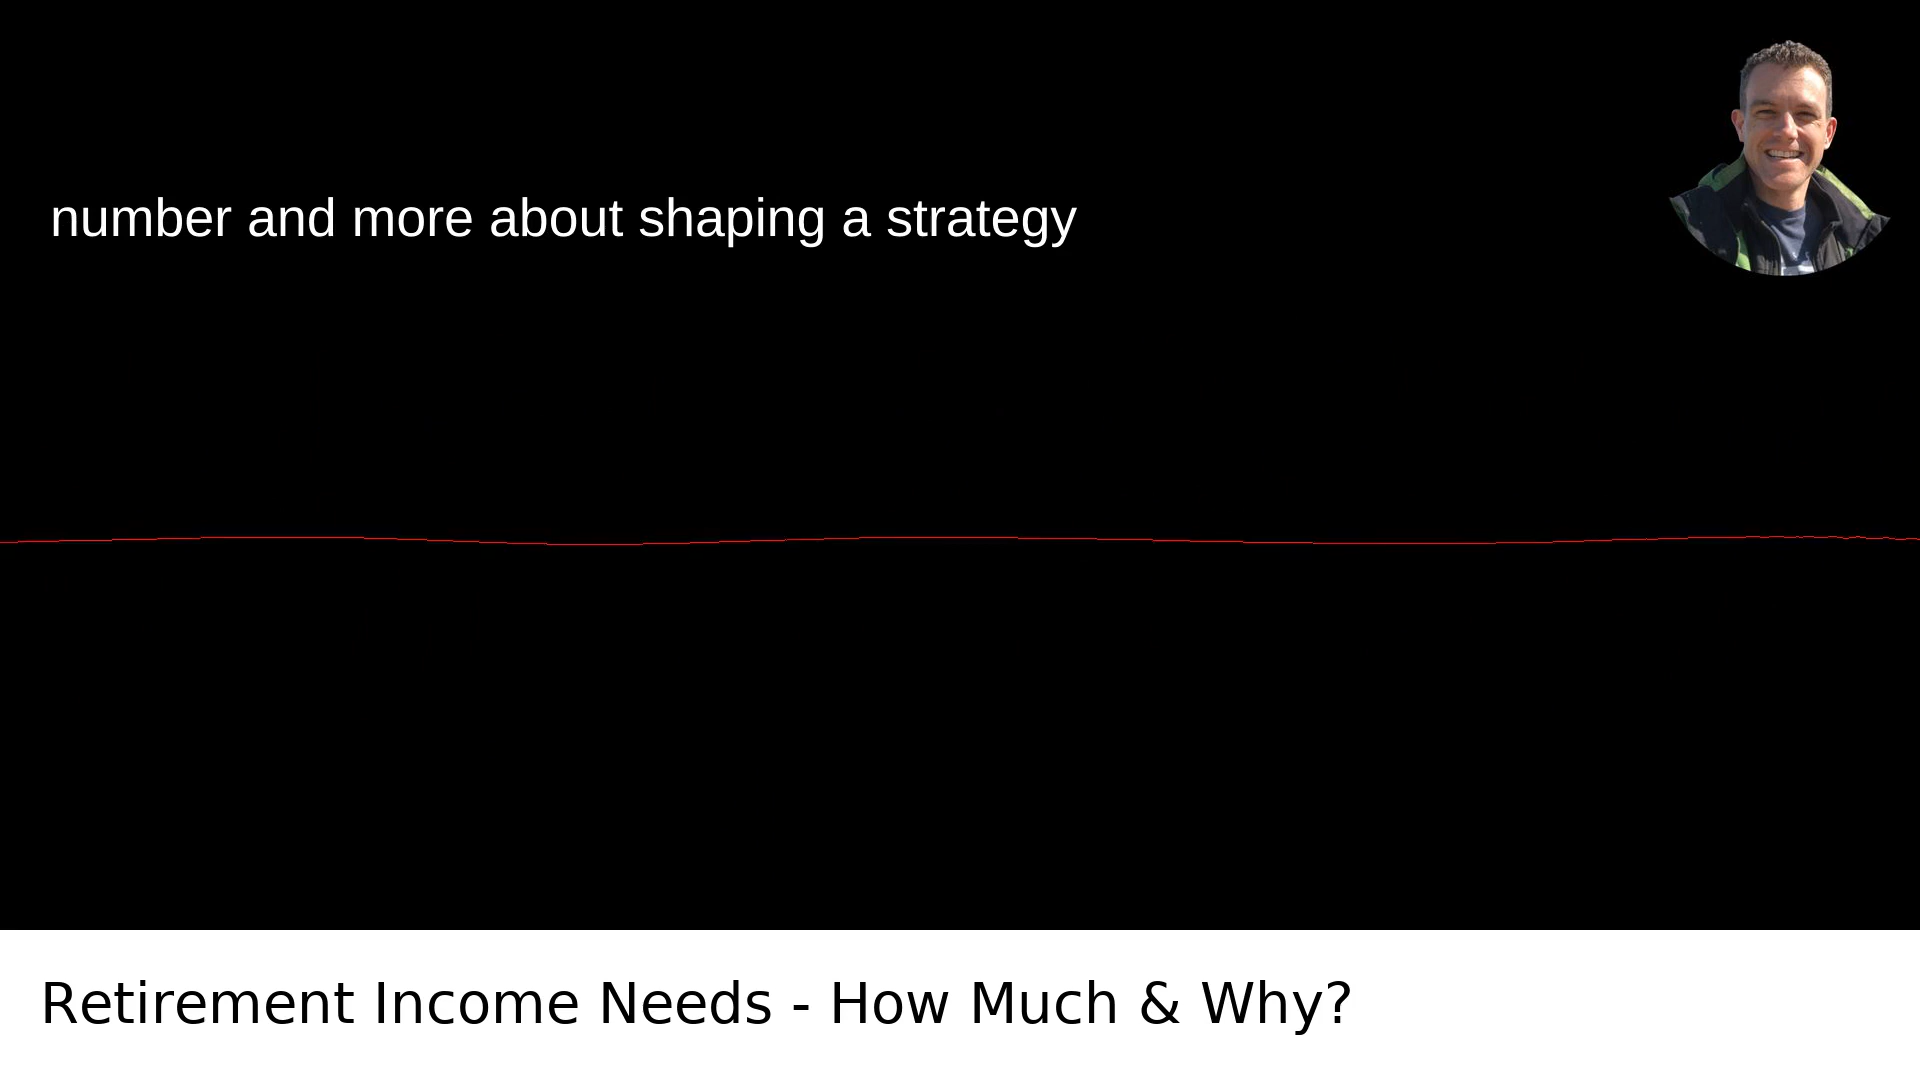 number and more about shaping a strategy
Retirement Income Needs - How Much & Why?